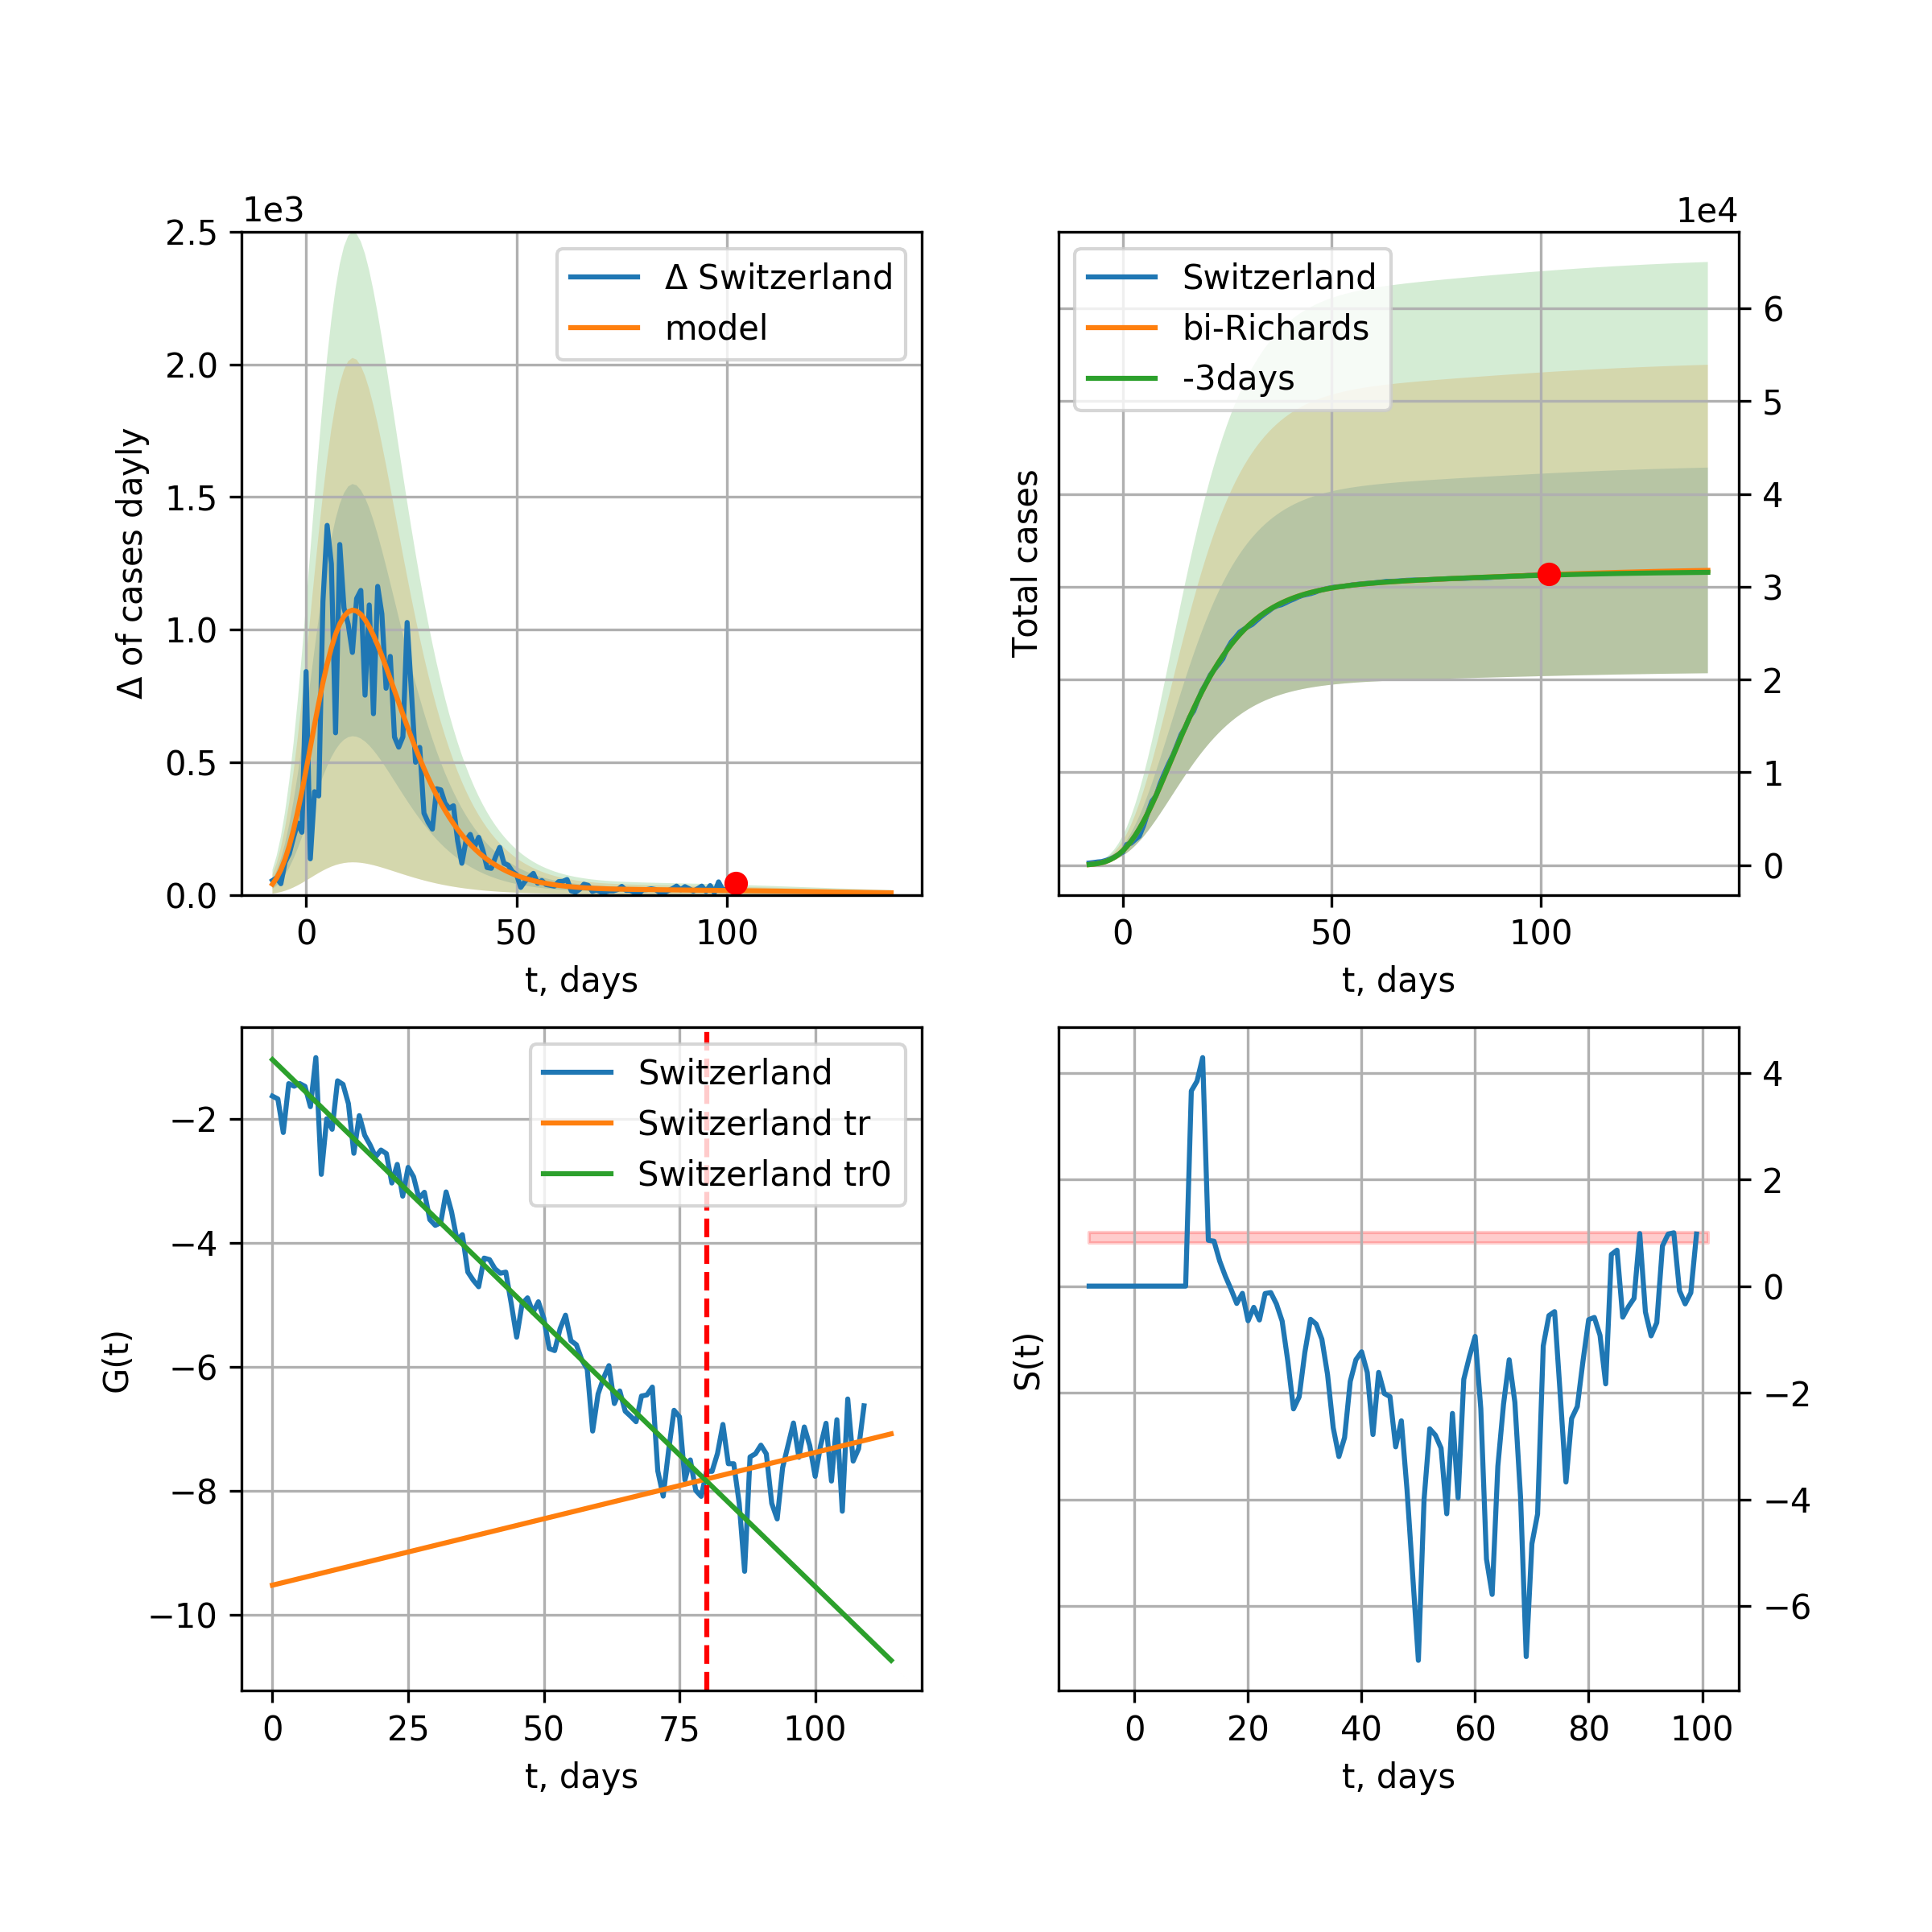 1e3
2.5
2.0
1.5
1.0
0.5
0.0
Δ of cases dayly
Δ Switzerland
model
0 50 100
t, days
1e4
Switzerland
bi-Richards
-3days
Total cases
6
5
4
3
2
1
0
0 50 100
t, days
−2
−4
−6
−8
−10
G(t)
Switzerland
Switzerland tr
Switzerland tr0
0 25 50 75 100
t, days
S(t)
4
2
0
−2
−4
−6
0 20 40 60 80 100
t, days